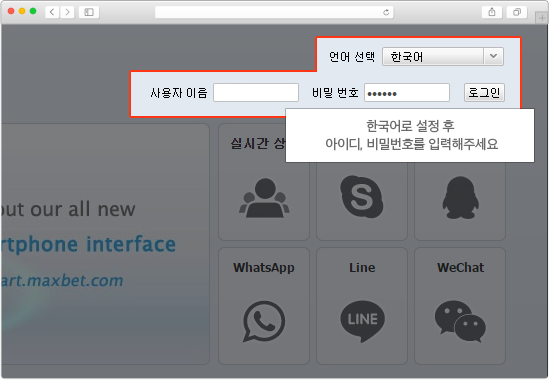 언어 선택 한국어
사용자 이름 비밀 번호 •••••• 로그인
한국어로 설정 후
아이디, 비밀번호를 입력해주세요
실시간 상
out our all new
rtphone interface
art.maxbet.com
WhatsApp Line WeChat
LINE